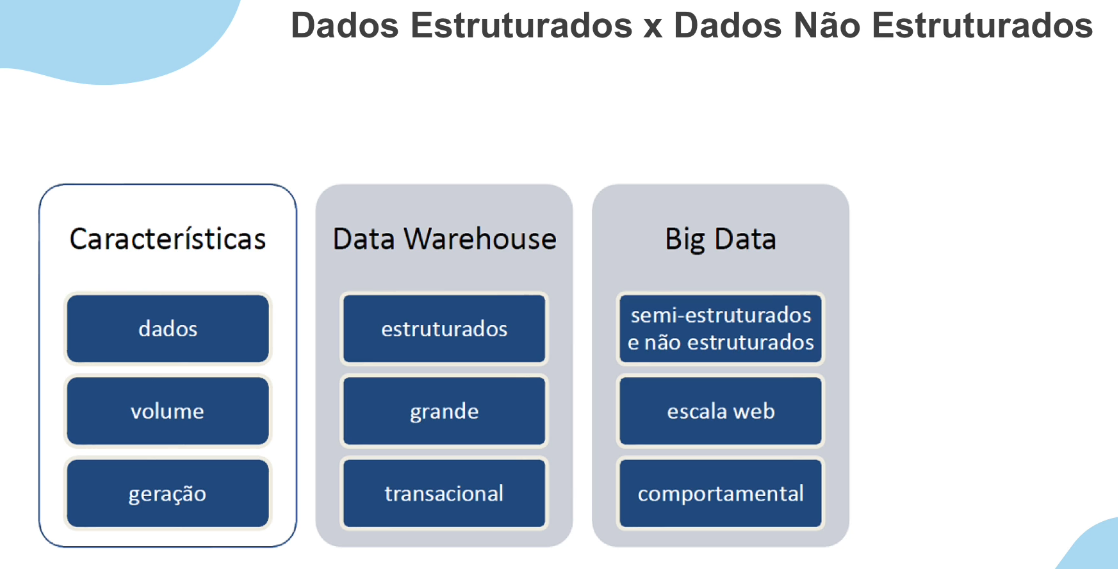 Dados Estruturados x Dados Não Estruturados
Características
dados
volume
geração
Data Warehouse
estruturados
grande
transacional
Big Data
semi-estruturados
e não estruturados
escala web
comportamental